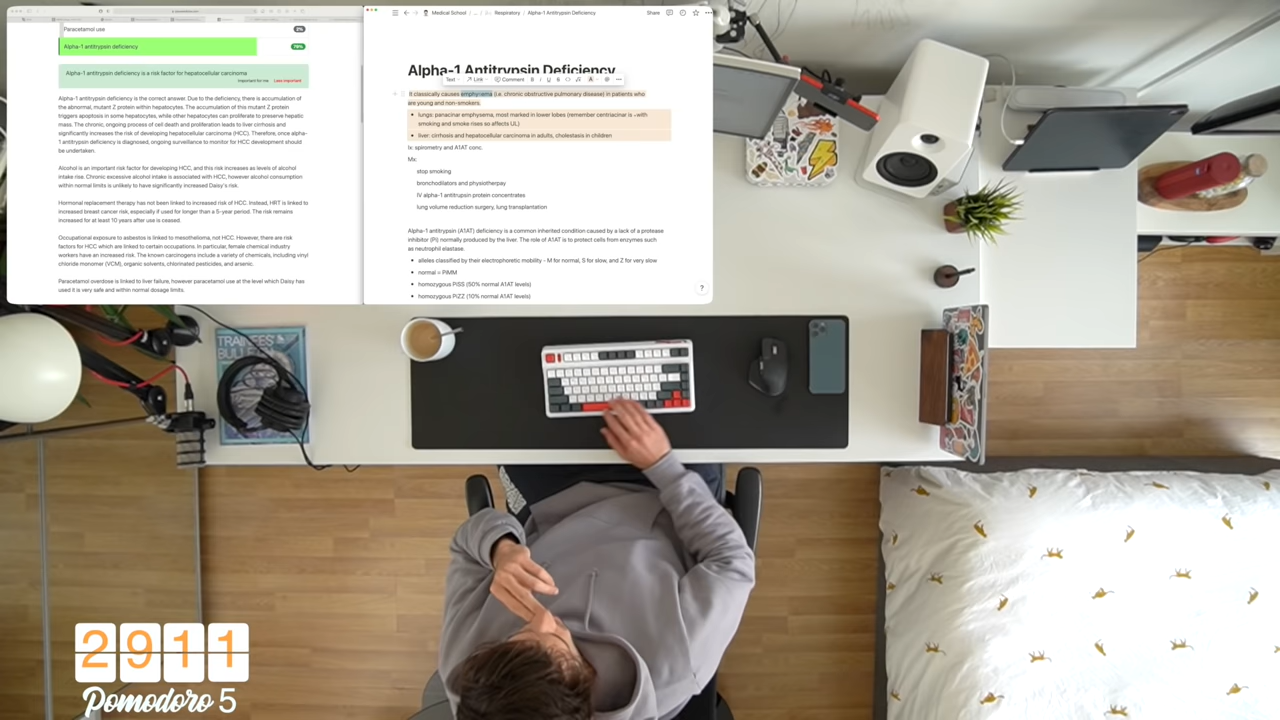 Paracetamol use
Alpha-1 antitrypsin deficiency
Alpha-1 antitrypsin deficiency is a risk factor for hepatocellular carcinoma
Important for me Less important
Alpha-1 antitrypsin deficiency is the correct answer. Due to the deficiency, there is accumulation of
the abnormal, mutant Z protein within hepatocytes. The accumulation of this mutant Z protein
triggers apoptosis in some hepatocytes, while other hepatocytes can proliferate to preserve hepatic
mass. The chronic, ongoing process of cell death and proliferation leads to liver cirrhosis and
significantly increases the risk of developing hepatocellular carcinoma (HCC). Therefore, once alpha-
1 antitrypsin deficiency is diagnosed, ongoing surveillance to monitor for HCC development should
be undertaken.
Alcohol is an important risk factor for developing HCC, and this risk increases as levels of alcohol
intake rise. Chronic excessive alcohol intake is associated with HCC, however alcohol consumption
within normal limits is unlikely to have significantly increased Daisy's risk.
Hormonal replacement therapy has not been linked to increased risk of HCC. Instead, HRT is linked to
increased breast cancer risk, especially if used for longer than a 5-year period. The risk remains
increased for at least 10 years after use is ceased.
Occupational exposure to asbestos is linked to mesothelioma, not HCC. However, there are risk
factors for HCC which are linked to certain occupations. In particular, female chemical industry
workers have an increased risk. The known carcinogens include a variety of chemicals, including vinyl
chloride monomer (VCM), organic solvents, chlorinated pesticides, and arsenic.
Paracetamol overdose is linked to liver failure, however paracetamol use at the level which Daisy has
used it is very safe and within normal dosage limits.
Medical School / ... / Respiratory / Alpha-1 Antitrypsin Deficiency
Share
Alpha-1 Antitrypsin Deficiency
Text Link Comment B i U S A
It classically causes emphysema (i.e. chronic obstructive pulmonary disease) in patients who
are young and non-smokers.
lungs: panacinar emphysema, most marked in lower lobes (remember centriacinar is with
smoking and smoke rises so affects UL)
liver: cirrhosis and hepatocellular carcinoma in adults, cholestasis in children
Ix: spirometry and A1AT conc.
Mx:
stop smoking
bronchodilators and physiotherpay
IV alpha-1 antitrupsin protein concentrates
lung volume reduction surgery, lung transplantation
Alpha-1 antitrypsin (A1AT) deficiency is a common inherited condition caused by a lack of a protease
inhibitor (Pi) normally produced by the liver. The role of A1AT is to protect cells from enzymes such
as neutrophil elastase.
alleles classified by their electrophoretic mobility - M for normal, S for slow, and Z for very slow
normal = PiMM
homozygous PiSS (50% normal A1AT levels)
homozygous PiZZ (10% normal A1AT levels)
?
TRAINEES'
BULLETIN
2911
Pomodoro 5